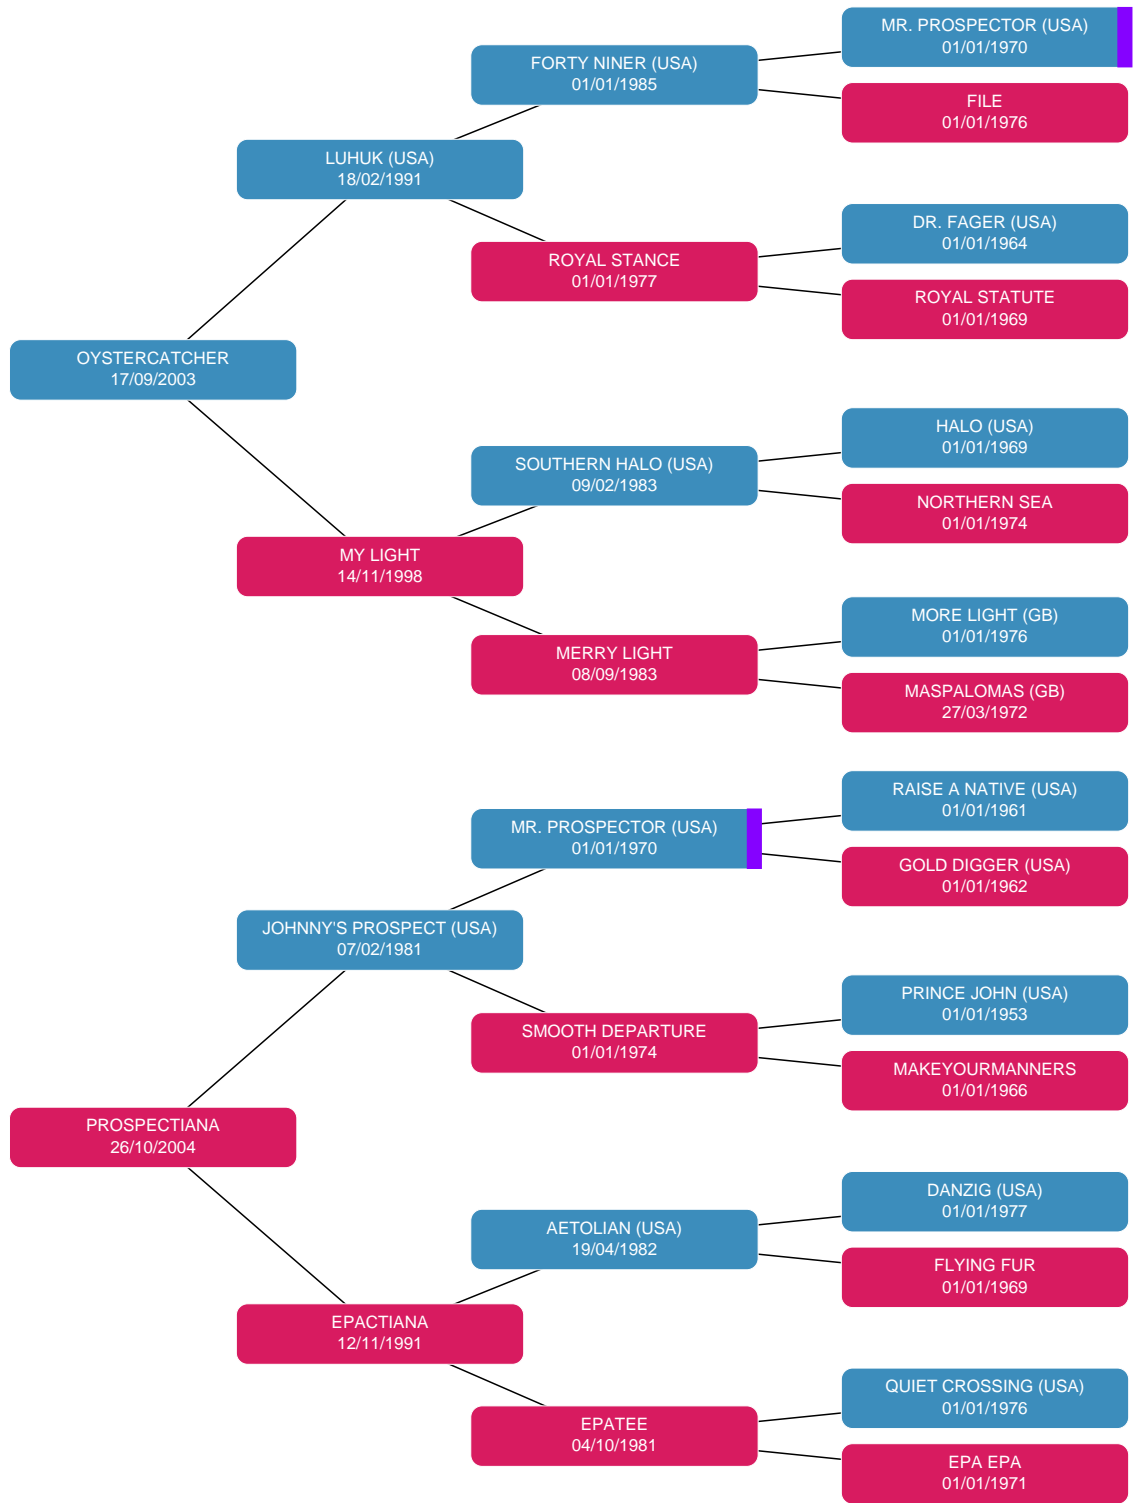 MR. PROSPECTOR (USA)
01/01/1970
FORTY NINER (USA)
01/01/1985
FILE
01/01/1976
LUHUK (USA)
18/02/1991
DR. FAGER (USA)
01/01/1964
ROYAL STANCE
01/01/1977
ROYAL STATUTE
01/01/1969
OYSTERCATCHER
17/09/2003
HALO (USA)
01/01/1969
SOUTHERN HALO (USA)
09/02/1983
NORTHERN SEA
01/01/1974
MY LIGHT
14/11/1998
MORE LIGHT (GB)
01/01/1976
MERRY LIGHT
08/09/1983
MASPALOMAS (GB)
27/03/1972
RAISE A NATIVE (USA)
01/01/1961
MR. PROSPECTOR (USA)
01/01/1970
GOLD DIGGER (USA)
01/01/1962
JOHNNY'S PROSPECT (USA)
07/02/1981
PRINCE JOHN (USA)
01/01/1953
SMOOTH DEPARTURE
01/01/1974
MAKEYOURMANNERS
01/01/1966
PROSPECTIANA
26/10/2004
DANZIG (USA)
01/01/1977
AETOLIAN (USA)
19/04/1982
FLYING FUR
01/01/1969
EPACTIANA
12/11/1991
QUIET CROSSING (USA)
01/01/1976
EPATEE
04/10/1981
EPA EPA
01/01/1971